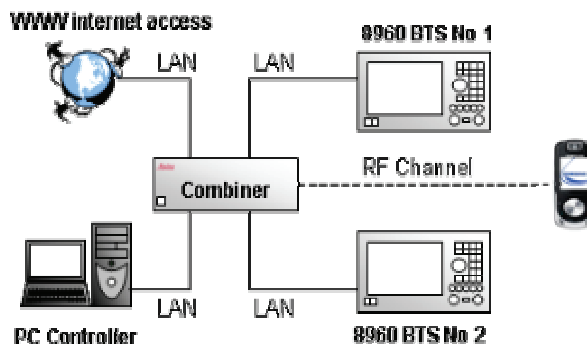 WWW internet access
8960 BTS No 1
LAN
LAN
RF Channel
Combiner
LAN
LAN
PC Controller
8960 BTS No 2